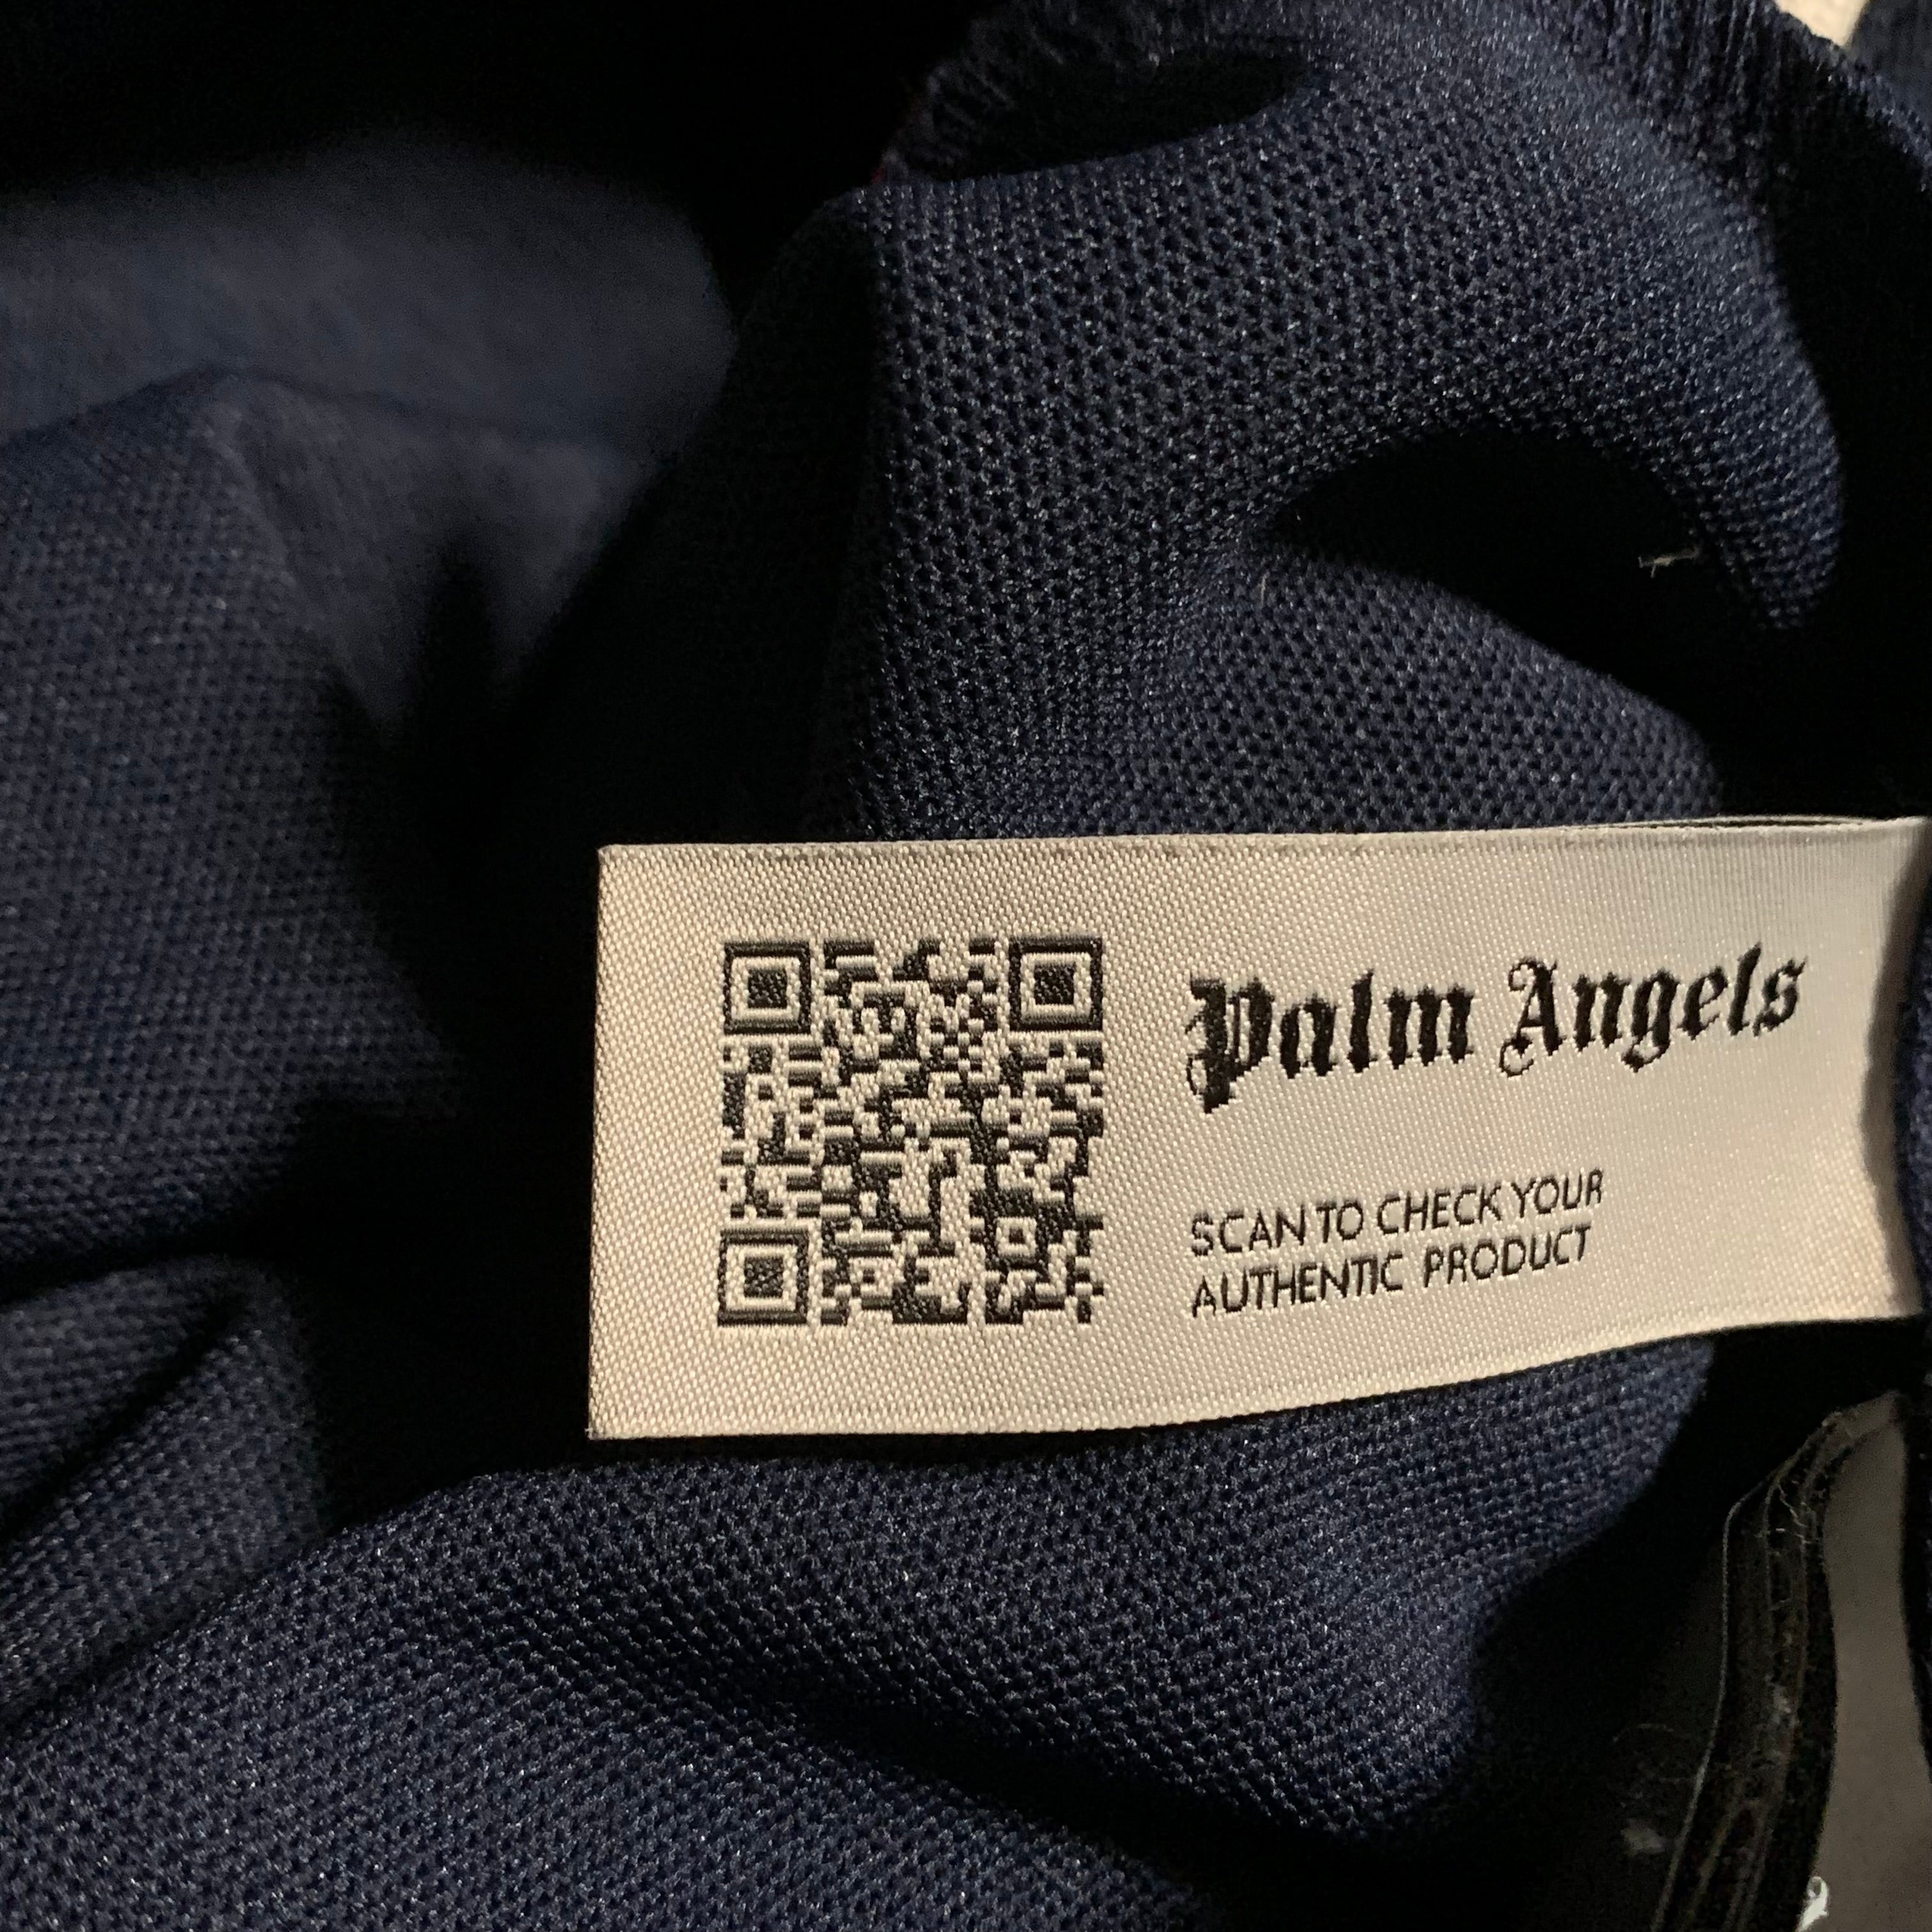 Palm Angels
SCAN TO CHECK YOUR
AUTHENTIC PRODUCT